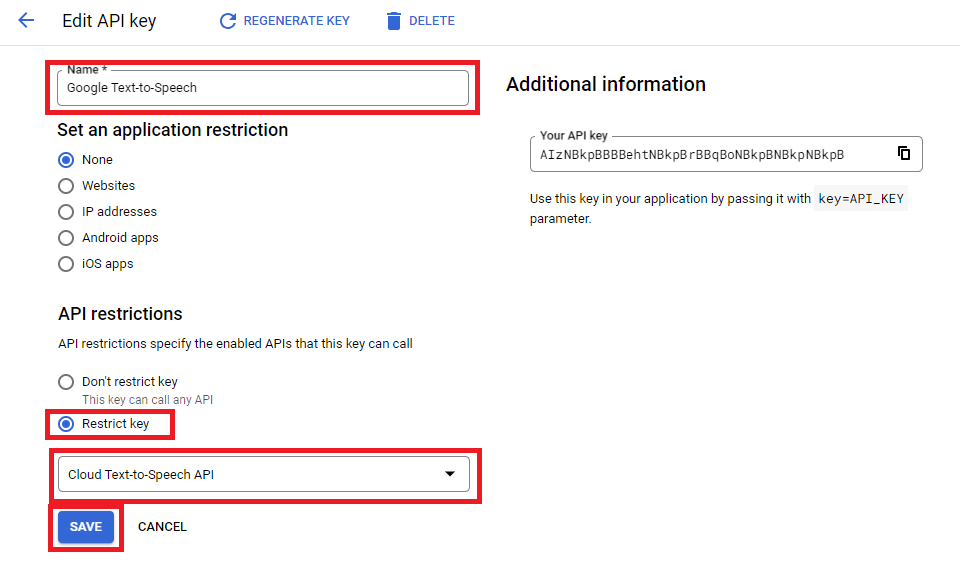 Edit API key
REGENERATE KEY
DELETE
Name *
Google Text-to-Speech
Set an application restriction
None
Websites
IP addresses
Android apps
iOS apps
API restrictions
API restrictions specify the enabled APIs that this key can call
Don't restrict key
This key can call any API
Restrict key
Cloud Text-to-Speech API
SAVE
CANCEL
Additional information
Your API key
AIzNBkpBBBBehtNBkpBrBBqBoNBkpBNBkpNBkpB
Use this key in your application by passing it with key=API_KEY
parameter.